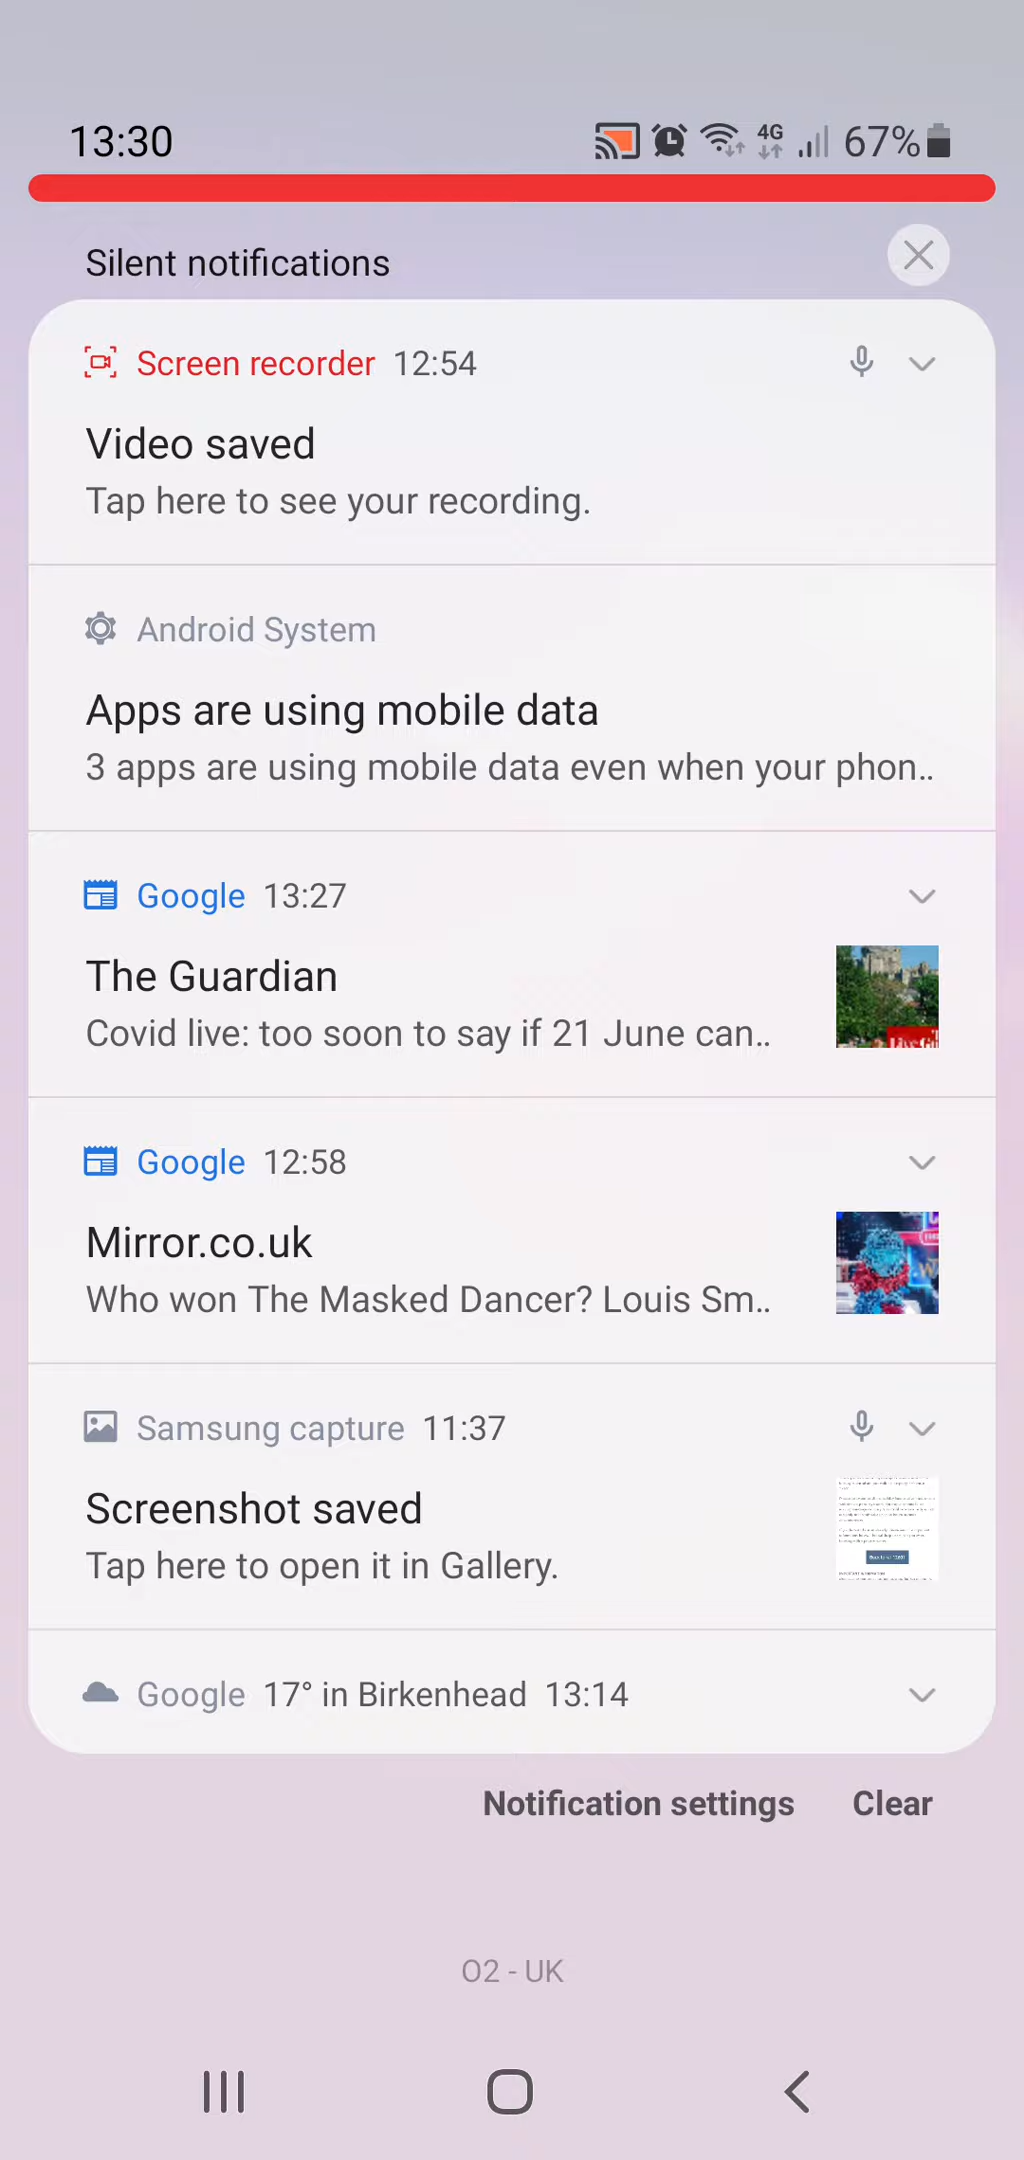 13:30 4G 67%
Silent notifications
Screen recorder 12:54
Video saved
Tap here to see your recording.
Android System
Apps are using mobile data
3 apps are using mobile data even when your phon..
Google 13:27
The Guardian
Covid live: too soon to say if 21 June can..
Google 12:58
Mirror.co.uk
Who won The Masked Dancer? Louis Sm..
Samsung capture 11:37
Screenshot saved
Tap here to open it in Gallery.
Google 17° in Birkenhead 13:14
Notification settings Clear
O2 - UK